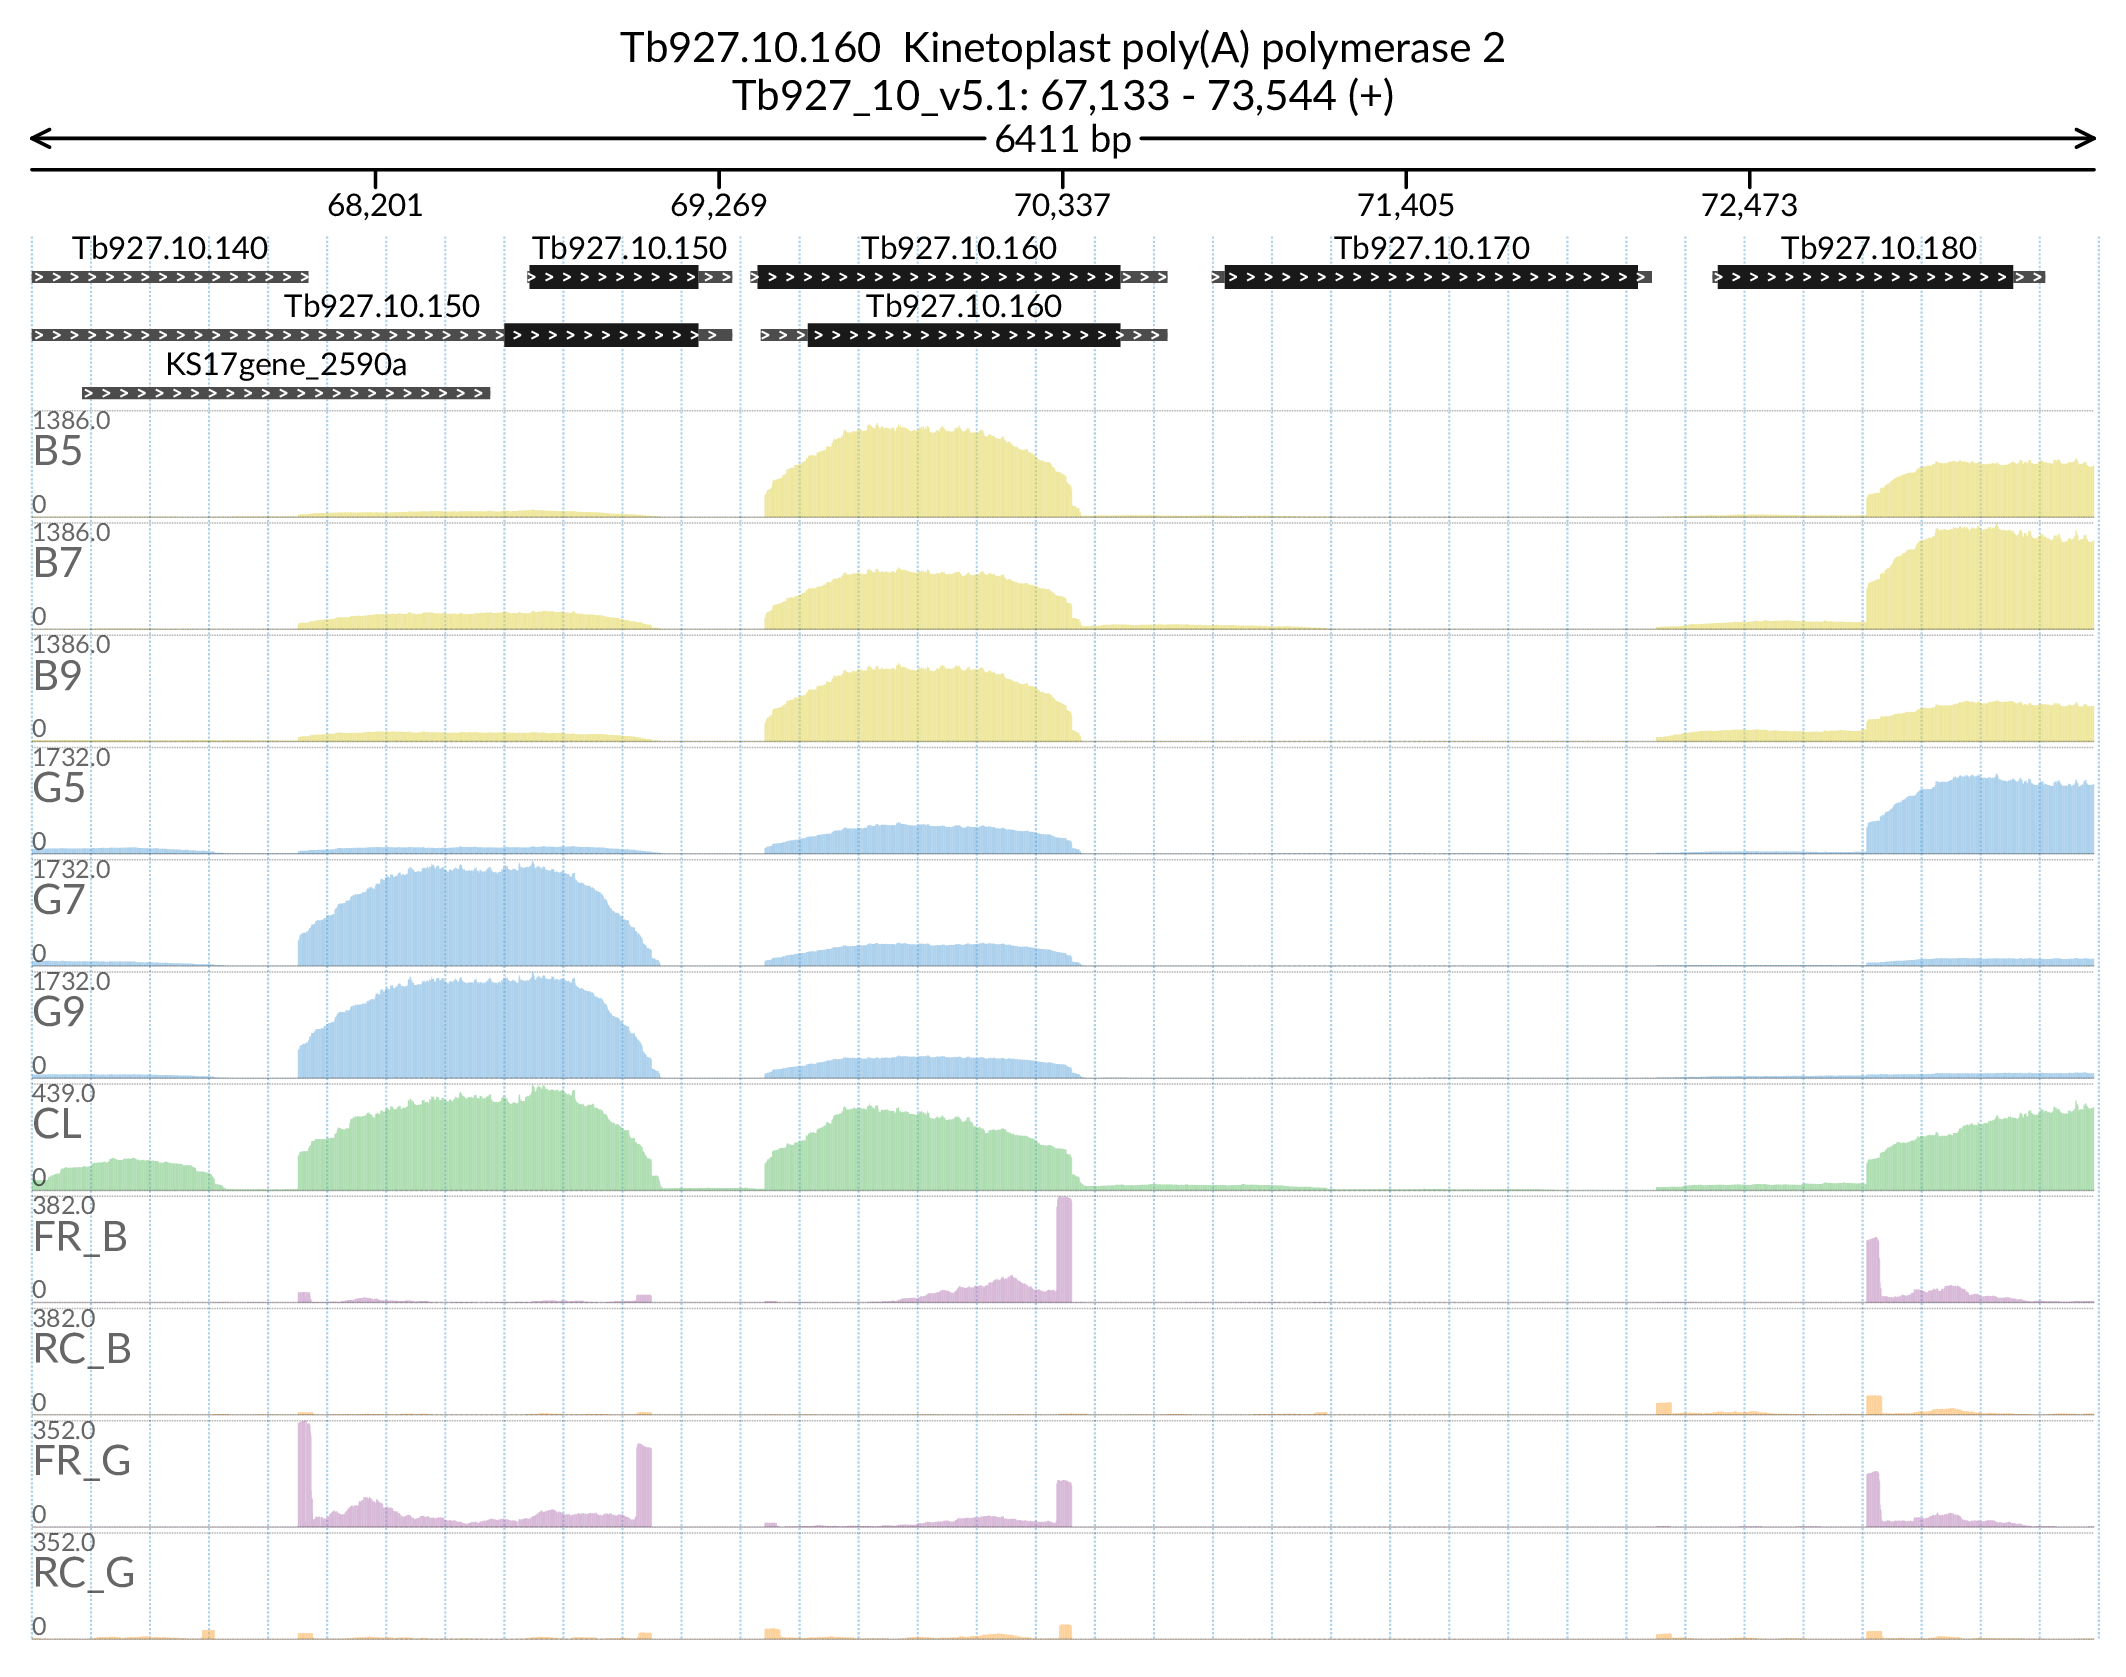 Tb927.10.160  Kinetoplast poly(A) polymerase 2
Tb927_10_v5.1: 67,133 - 73,544 (+)
6411 bp
68,201 69,269 70,337 71,405 72,473
Tb927.10.140 Tb927.10.150 Tb927.10.160 Tb927.10.170 Tb927.10.180
Tb927.10.150 Tb927.10.160
KS17gene_2590a
1386.0
B5
0
1386.0
B7
0
1386.0
B9
0
1732.0
G5
0
1732.0
G7
0
1732.0
G9
0
439.0
CL
0
382.0
FR_B
0
382.0
RC_B
0
352.0
FR_G
0
352.0
RC_G
0